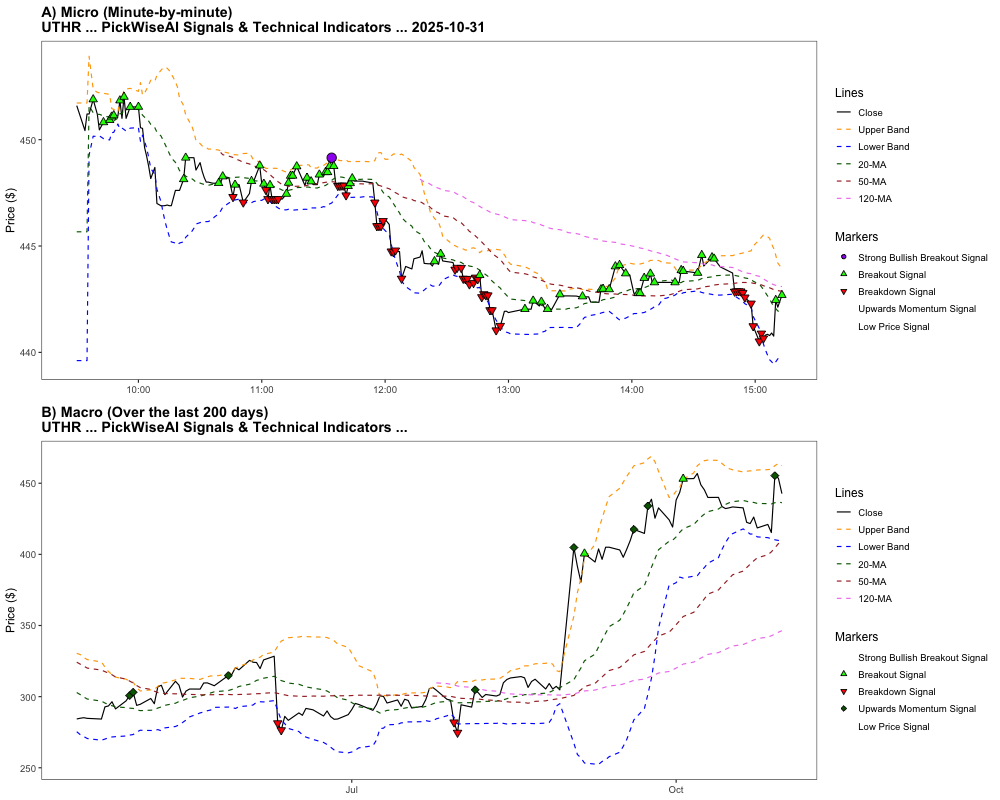 A) Micro (Minute-by-minute)
UTHR ... PickWiseAI Signals & Technical Indicators ... 2025-10-31
Price ($)
450
445
440
10:00
11:00
12:00
13:00
14:00
15:00
Lines
Close
Upper Band
Lower Band
20-MA
50-MA
120-MA
Markers
Strong Bullish Breakout Signal
Breakout Signal
Breakdown Signal
Upwards Momentum Signal
Low Price Signal
B) Macro (Over the last 200 days)
UTHR ... PickWiseAI Signals & Technical Indicators ...
Price ($)
450
400
350
300
250
Jul
Oct
Lines
Close
Upper Band
Lower Band
20-MA
50-MA
120-MA
Markers
Strong Bullish Breakout Signal
Breakout Signal
Breakdown Signal
Upwards Momentum Signal
Low Price Signal